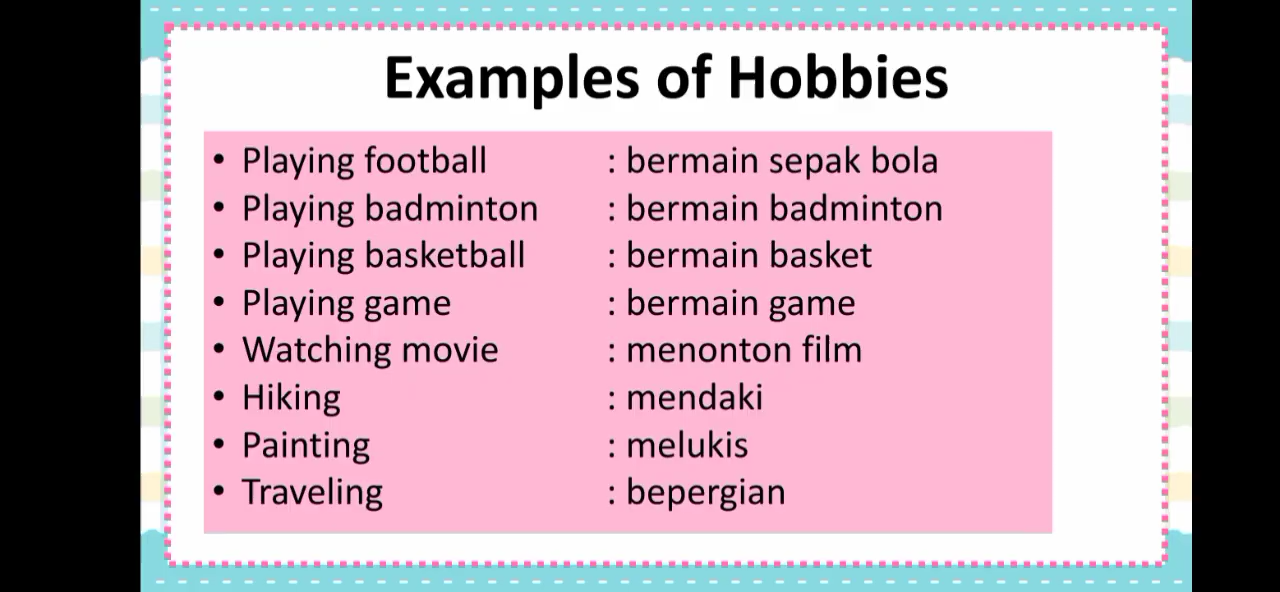 Examples of Hobbies
• Playing football : bermain sepak bola
• Playing badminton : bermain badminton
• Playing basketball : bermain basket
• Playing game : bermain game
• Watching movie : menonton film
• Hiking : mendaki
• Painting : melukis
• Traveling : bepergian